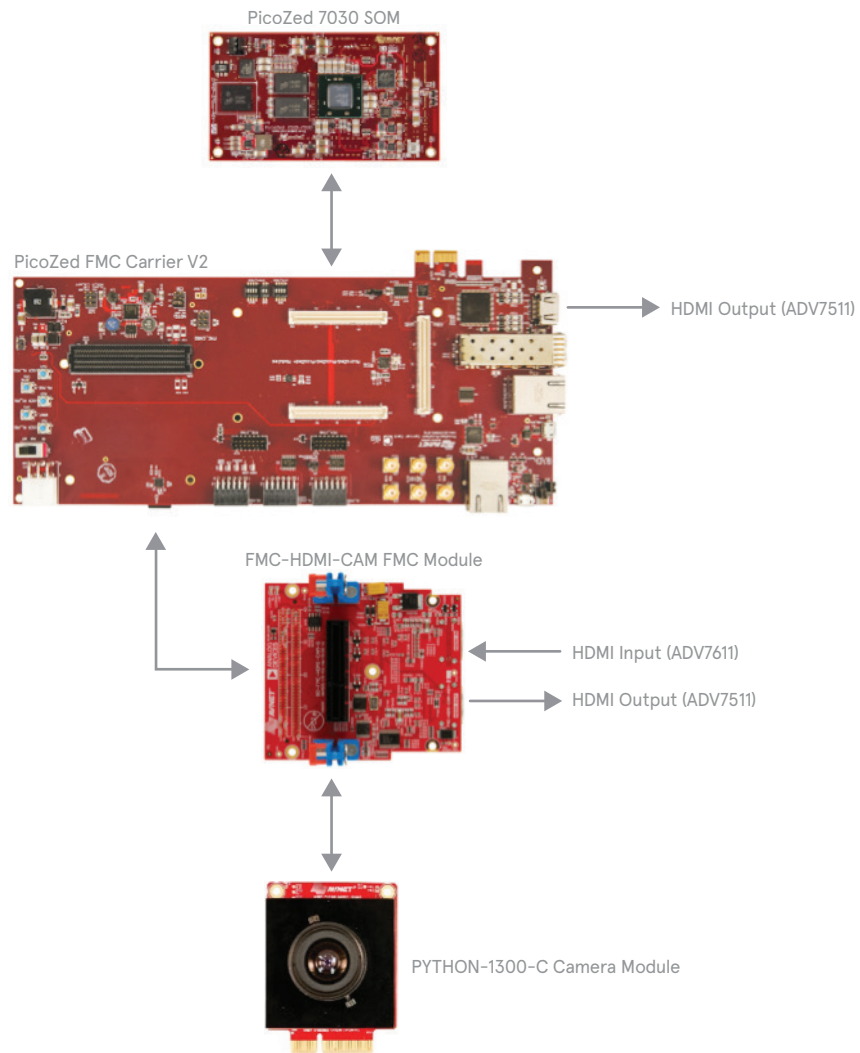 PicoZed 7030 SOM
PicoZed FMC Carrier V2
HDMI Output (ADV7511)
FMC-HDMI-CAM FMC Module
HDMI Input (ADV7611)
HDMI Output (ADV7511)
PYTHON-1300-C Camera Module